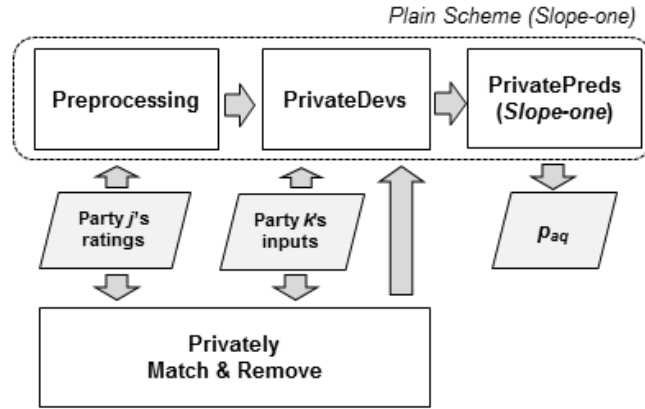 Plain Scheme (Slope-one)
Preprocessing
PrivateDevs
PrivatePreds
(Slope-one)
Party j's
ratings
Party k's
inputs
paq
Privately
Match & Remove